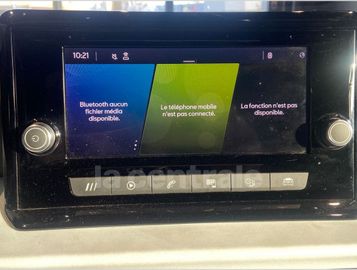 10:21
Bluetooth aucun
fichier média
disponible.
Le téléphone mobile
n'est pas connecté.
La fonction n'est pas
disponible.
la centrale